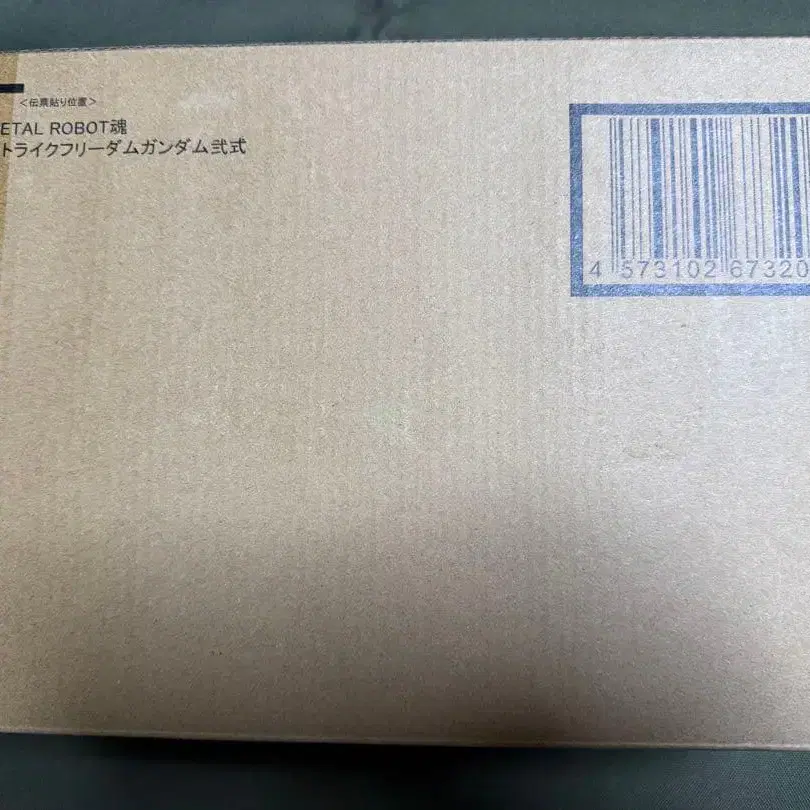 ＜伝票貼り位置＞
ETAL ROBOT魂
トライクフリーダムガンダム弐式
4 573102 67320